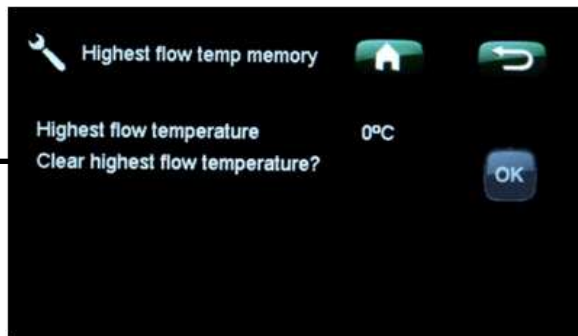 Highest flow temp memory
Highest flow temperature 0ºC
Clear highest flow temperature?
OK